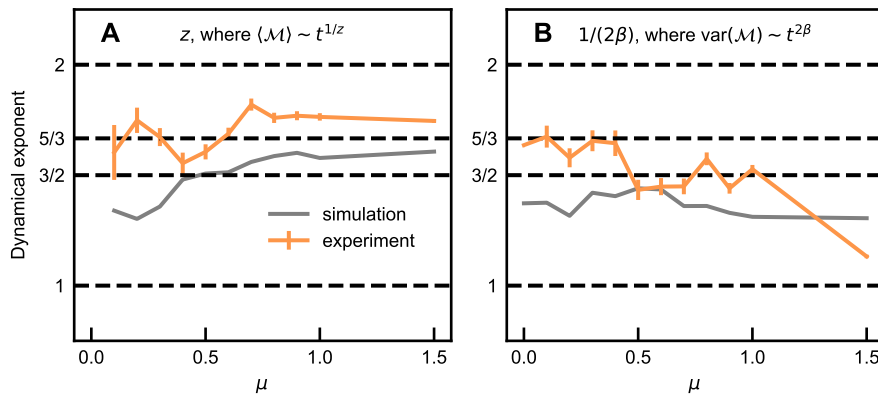 A
z, where ⟨ℳ⟩ ~ t^{1/z}
B
1/(2β), where var(ℳ) ~ t^{2β}
Dynamical exponent
2
5/3
3/2
1
simulation
experiment
0.0
0.5
1.0
1.5
μ
2
5/3
3/2
1
0.0
0.5
1.0
1.5
μ